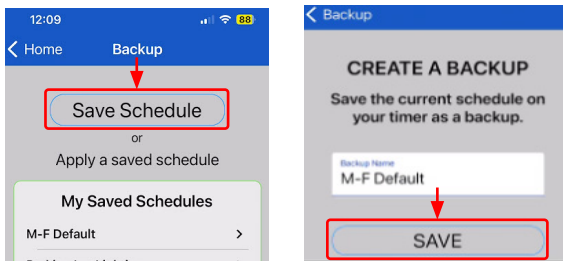 12:09
88
Home
Backup
Save Schedule
or
Apply a saved schedule
My Saved Schedules
M-F Default
Backup
CREATE A BACKUP
Save the current schedule on
your timer as a backup.
Backup Name
M-F Default
SAVE